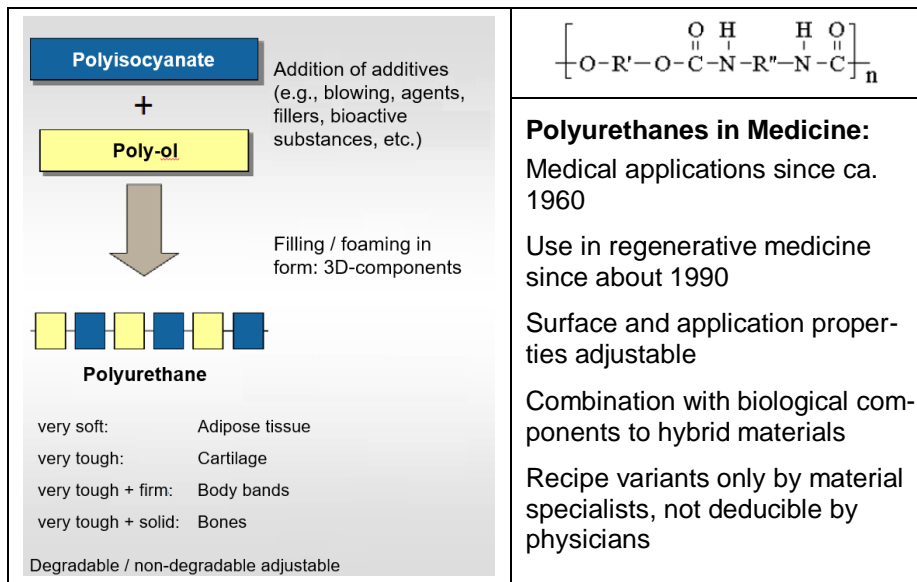 Polyisocyanate
+
Poly-ol
Addition of additives
(e.g., blowing, agents,
fillers, bioactive
substances, etc.)
Filling / foaming in
form: 3D-components
Polyurethane
very soft: Adipose tissue
very tough: Cartilage
very tough + firm: Body bands
very tough + solid: Bones
Degradable / non-degradable adjustable
O H H O
[O-R'-O-C-N-R"-N-C]n
Polyurethanes in Medicine:
Medical applications since ca.
1960
Use in regenerative medicine
since about 1990
Surface and application proper-
ties adjustable
Combination with biological com-
ponents to hybrid materials
Recipe variants only by material
specialists, not deducible by
physicians